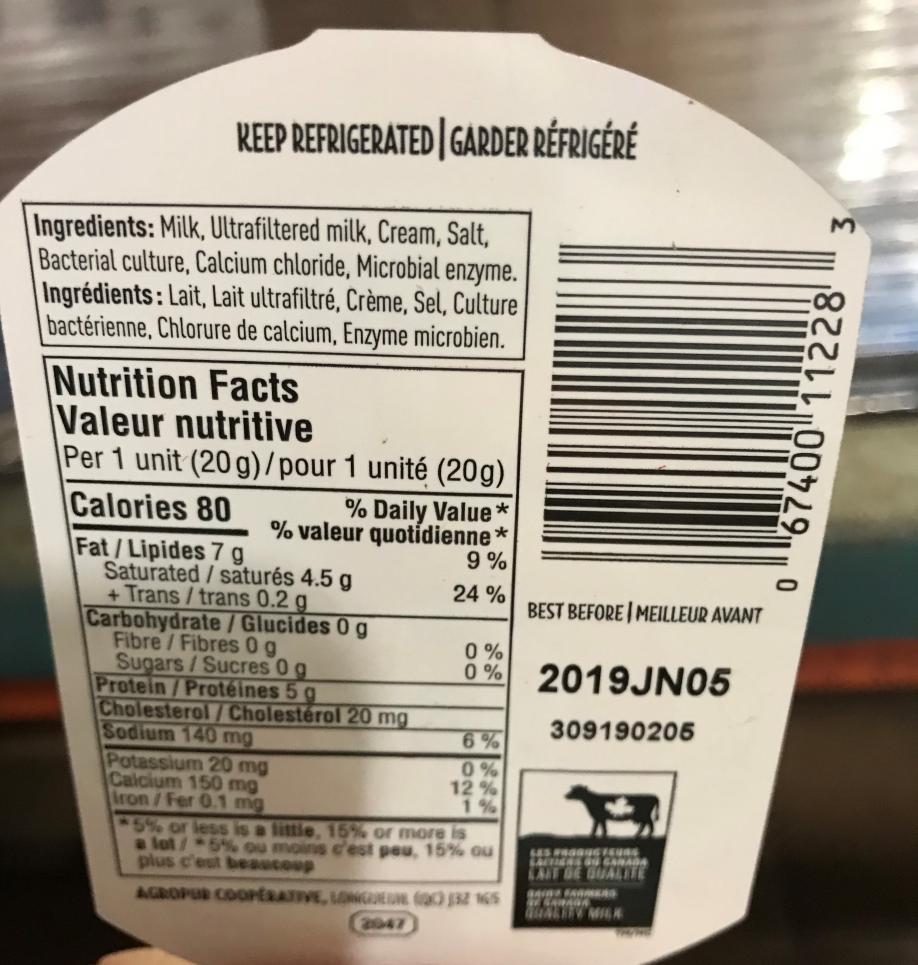 KEEP REFRIGERATED | GARDER RÉFRIGÉRÉ
Ingredients: Milk, Ultrafiltered milk, Cream, Salt,
Bacterial culture, Calcium chloride, Microbial enzyme.
Ingrédients: Lait, Lait ultrafiltré, Crème, Sel, Culture
bactérienne, Chlorure de calcium, Enzyme microbien.
Nutrition Facts
Valeur nutritive
Per 1 unit (20 g)/pour 1 unité (20g)
Calories 80 % Daily Value*
% valeur quotidienne*
Fat / Lipides 7 g 9 %
Saturated / saturés 4.5 g
+ Trans / trans 0.2 g 24 %
Carbohydrate / Glucides 0 g
Fibre / Fibres 0 g 0 %
Sugars / Sucres 0 g 0 %
Protein / Protéines 5 g
Cholesterol / Cholestérol 20 mg
Sodium 140 mg 6 %
Potassium 20 mg 0 %
Calcium 150 mg 12 %
Iron / Fer 0.1 mg 1 %
*5% or less is a little, 15% or more is
a lot / *5% ou moins c'est peu, 15% ou
plus c'est beaucoup
AGROPUR COOPÉRATIVE, LONGUEUIL (QC) J3Z 1G5
2047
0 67400 11228 3
BEST BEFORE | MEILLEUR AVANT
2019JN05
309190205
LES PRODUCTEURS
LAITIERS DU CANADA
LAIT DE QUALITÉ
DAIRY FARMERS
OF CANADA
QUALITY MILK